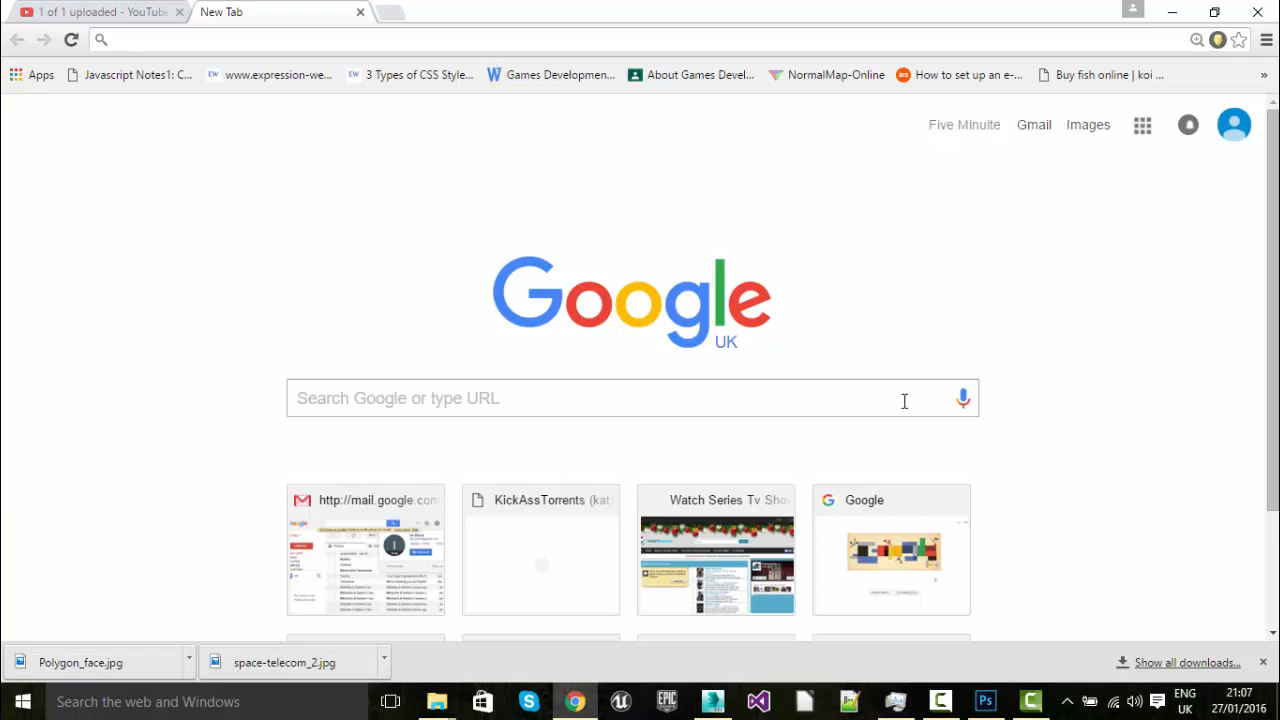 1 of 1 uploaded - YouTube
New Tab
Apps
Javascript Notes1: C...
www.expression-we...
3 Types of CSS Style...
Games Developmen...
About Games Devel...
NormalMap-Online
How to set up an e-...
Buy fish online | koi ...
»
Five Minuite
Gmail
Images
Google
UK
Search Google or type URL
http://mail.google.com
KickAssTorrents (kat
Watch Series Tv Sho
Google
Polygon_face.jpg
space-telecom_2.jpg
Show all downloads...
Search the web and Windows
ENG
UK
21:07
27/01/2016